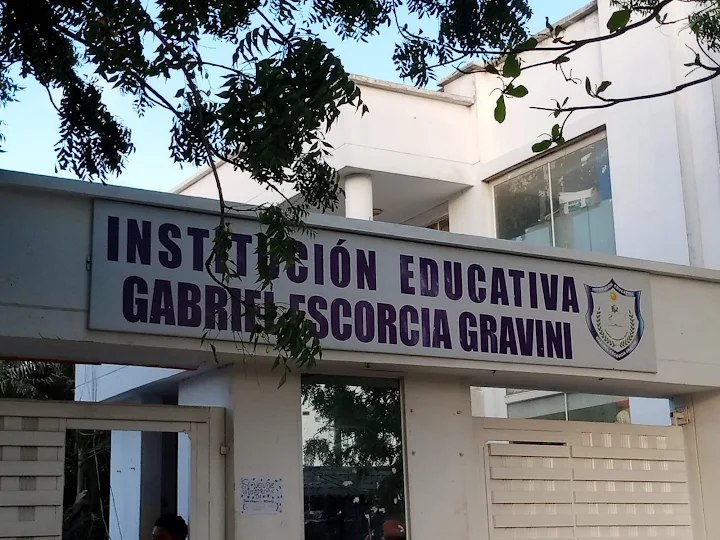 INSTITUCIÓN EDUCATIVA
GABRIEL ESCORCIA GRAVINI